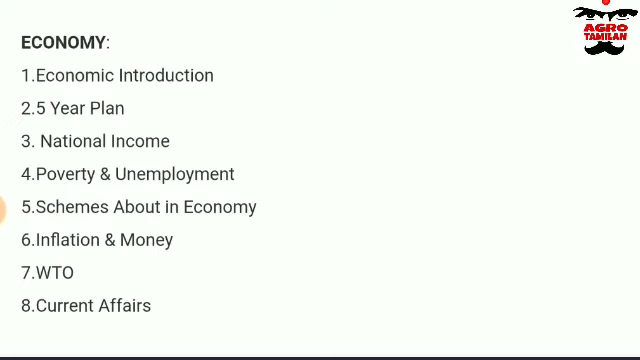 AGRO
TAMILAN
ECONOMY:
1.Economic Introduction
2.5 Year Plan
3. National Income
4.Poverty & Unemployment
5.Schemes About in Economy
6.Inflation & Money
7.WTO
8.Current Affairs